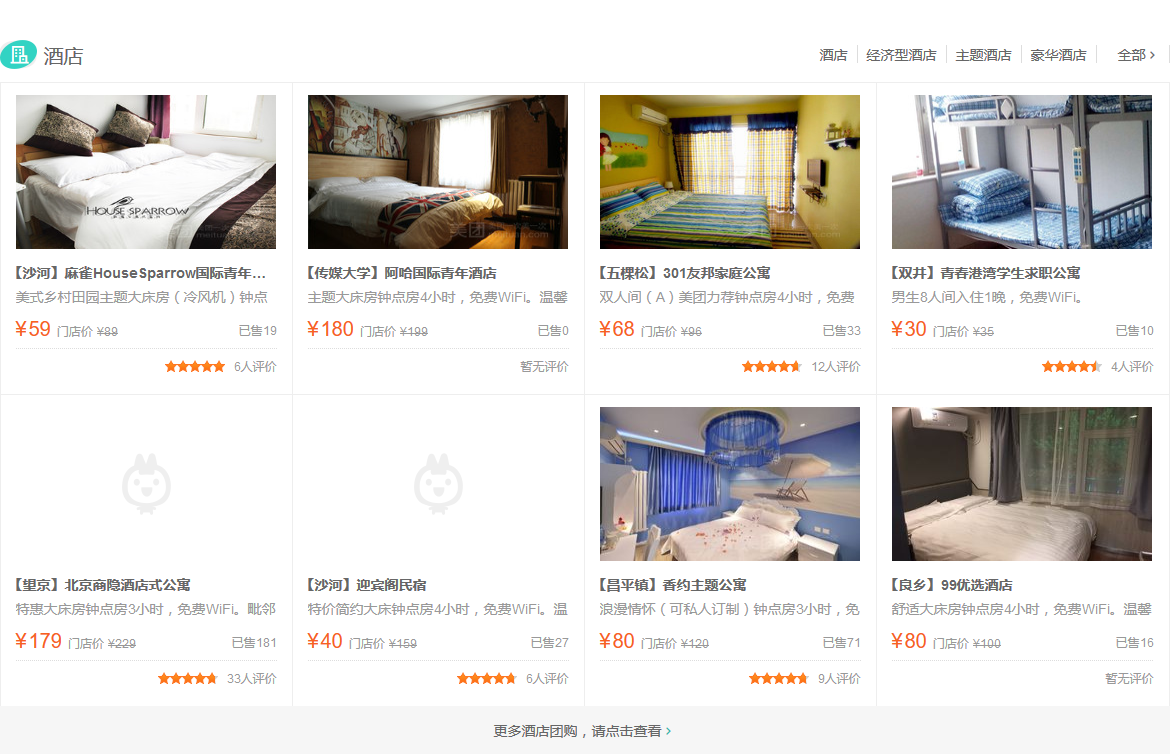 酒店
酒店 经济型酒店 主题酒店 豪华酒店 全部 ›
HOUSE SPARROW
【沙河】麻雀HouseSparrow国际青年…
美式乡村田园主题大床房（冷风机）钟点
¥59 门店价 ¥89 已售19
6人评价
美团
【传媒大学】阿哈国际青年酒店
主题大床房钟点房4小时，免费WiFi。温馨
¥180 门店价 ¥199 已售0
暂无评价
【五棵松】301友邦家庭公寓
双人间（A）美团力荐钟点房4小时，免费
¥68 门店价 ¥96 已售33
12人评价
【双井】青春港湾学生求职公寓
男生8人间入住1晚，免费WiFi。
¥30 门店价 ¥35 已售10
4人评价
【望京】北京商隐酒店式公寓
特惠大床房钟点房3小时，免费WiFi。毗邻
¥179 门店价 ¥229 已售181
33人评价
【沙河】迎宾阁民宿
特价简约大床钟点房4小时，免费WiFi。温
¥40 门店价 ¥159 已售27
6人评价
【昌平镇】香约主题公寓
浪漫情怀（可私人订制）钟点房3小时，免
¥80 门店价 ¥120 已售71
9人评价
【良乡】99优选酒店
舒适大床房钟点房4小时，免费WiFi。温馨
¥80 门店价 ¥100 已售16
暂无评价
更多酒店团购，请点击查看 ›